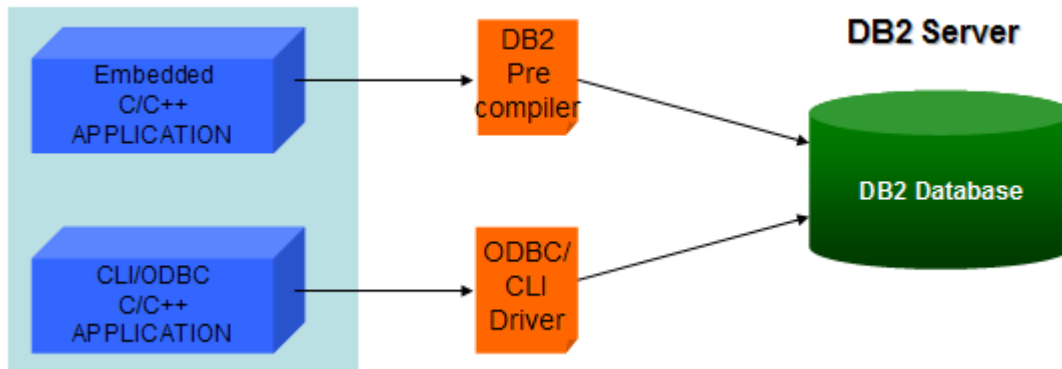 Embedded
C/C++
APPLICATION
DB2
Pre
compiler
DB2 Server
DB2 Database
CLI/ODBC
C/C++
APPLICATION
ODBC/
CLI
Driver